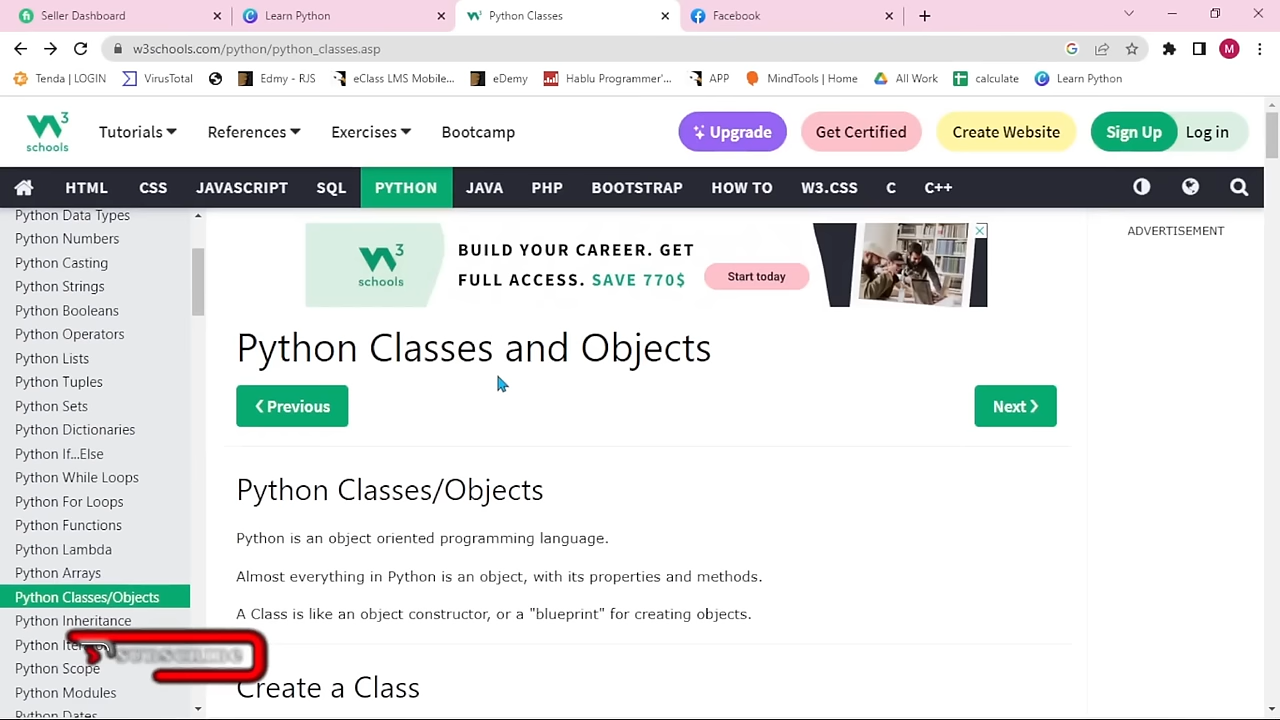 Seller Dashboard
Learn Python
Python Classes
Facebook
w3schools.com/python/python_classes.asp
M
Tenda | LOGIN
VirusTotal
Edmy - RJS
eClass LMS Mobile...
eDemy
Hablu Programmer'...
APP
MindTools | Home
All Work
calculate
Learn Python
3
schools
Tutorials
References
Exercises
Bootcamp
Upgrade
Get Certified
Create Website
Sign Up
Log in
HTML
CSS
JAVASCRIPT
SQL
PYTHON
JAVA
PHP
BOOTSTRAP
HOW TO
W3.CSS
C
C++
Python Data Types
Python Numbers
Python Casting
Python Strings
Python Booleans
Python Operators
Python Lists
Python Tuples
Python Sets
Python Dictionaries
Python If...Else
Python While Loops
Python For Loops
Python Functions
Python Lambda
Python Arrays
Python Classes/Objects
Python Inheritance
Python
Python Scope
Python Modules
Python Dates
3
schools
BUILD YOUR CAREER. GET
FULL ACCESS. SAVE 770$
Start today
ADVERTISEMENT
Python Classes and Objects
❮ Previous
Next ❯
Python Classes/Objects
Python is an object oriented programming language.
Almost everything in Python is an object, with its properties and methods.
A Class is like an object constructor, or a "blueprint" for creating objects.
Create a Class